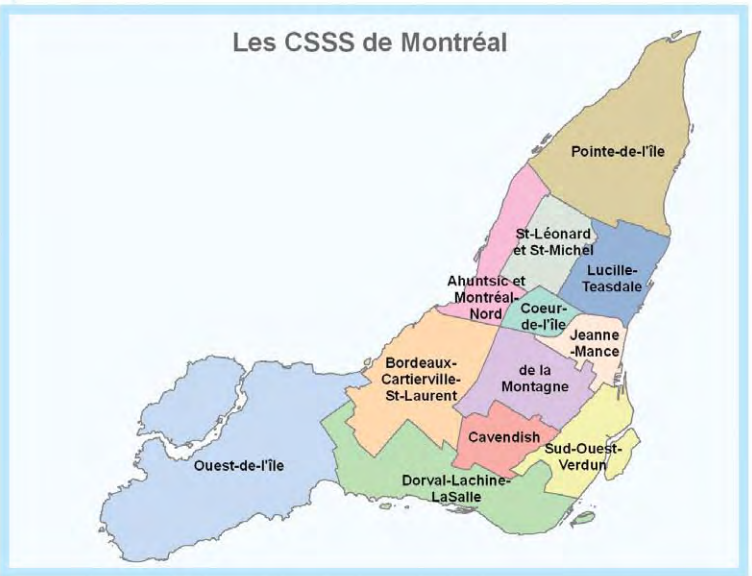 Les CSSS de Montréal
Pointe-de-l'île
St-Léonard
et St-Michel
Lucille-
Teasdale
Ahuntsic et
Montréal-
Nord
Coeur-
de-l'île
Jeanne
-Mance
Bordeaux-
Cartierville-
St-Laurent
de la
Montagne
Cavendish
Sud-Ouest-
Verdun
Ouest-de-l'île
Dorval-Lachine-
LaSalle